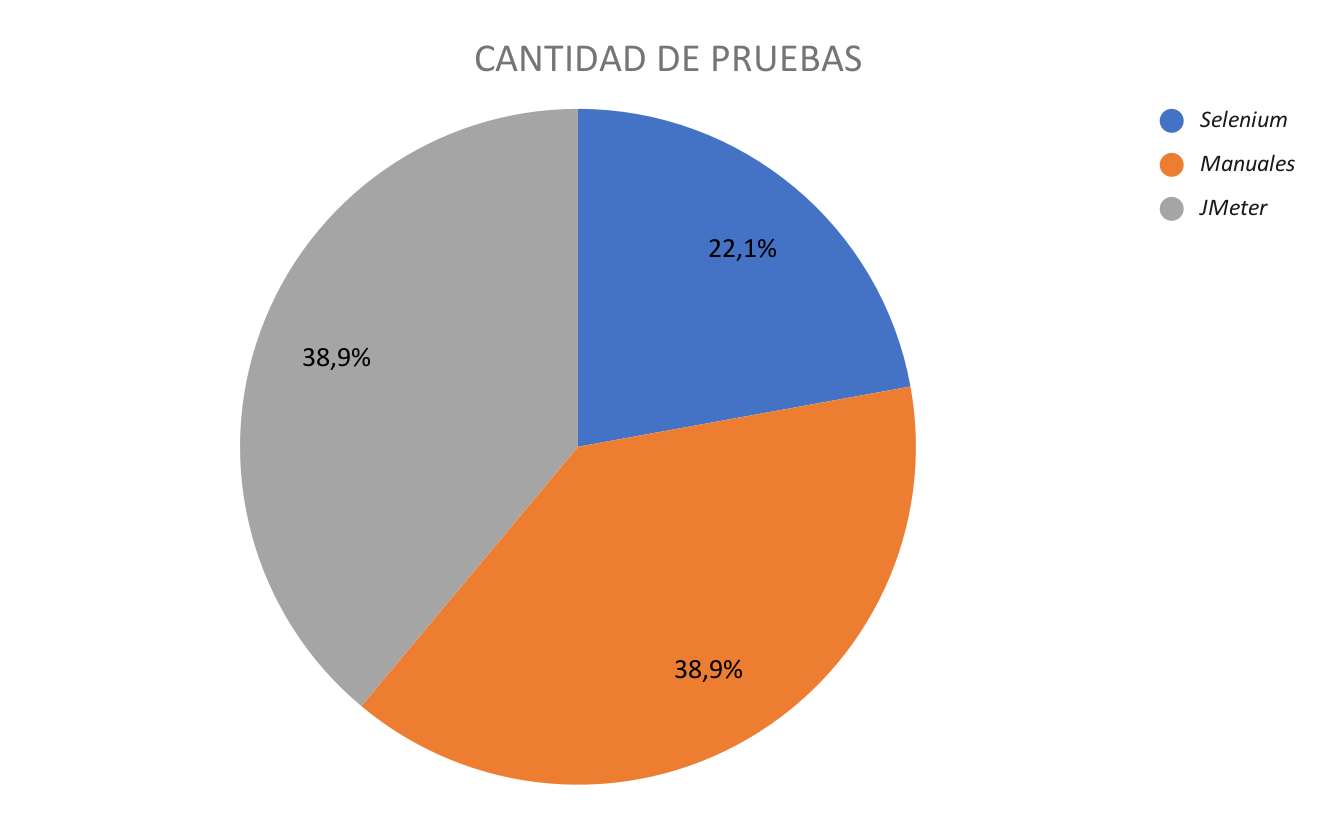 CANTIDAD DE PRUEBAS
Selenium
Manuales
JMeter
22,1%
38,9%
38,9%